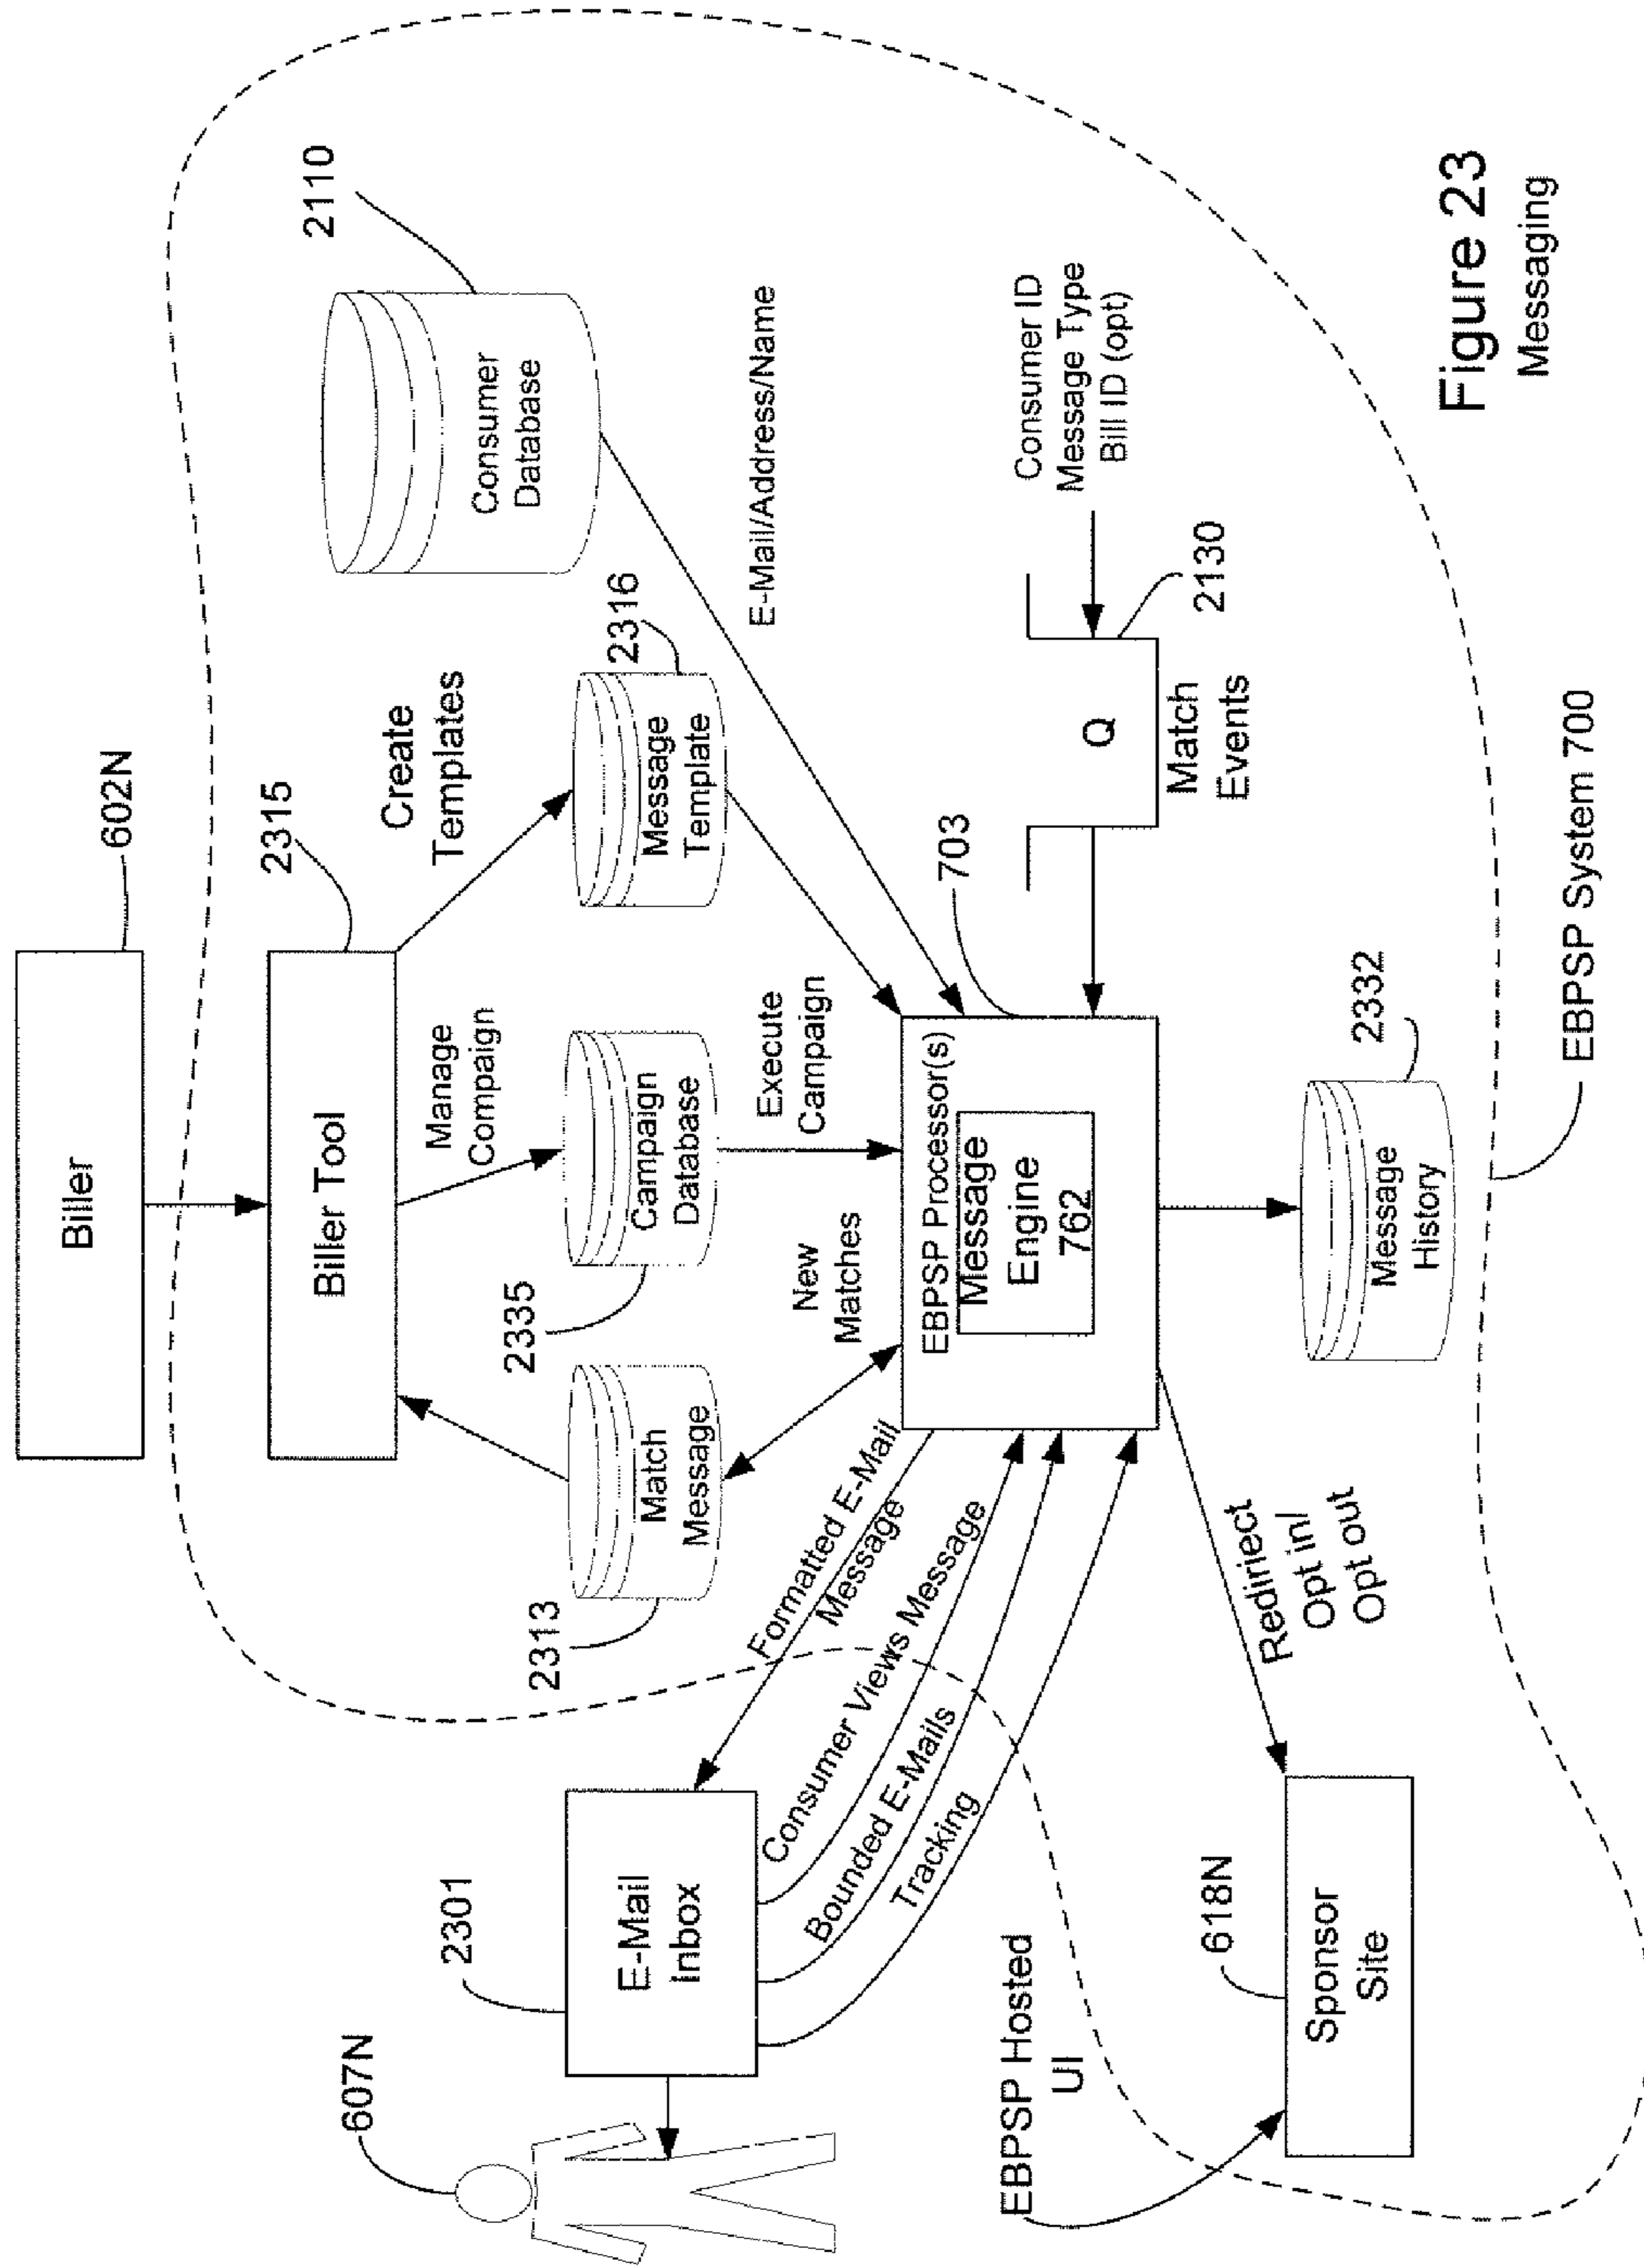 602N
Biller
2315
Biller Tool
Manage
Compaign
Create
Templates
2110
Consumer
Database
2313
Match
Message
2335
Campaign
Database
2316
Message
Template
E-Mail/Address/Name
New
Matches
Execute
Campaign
703
EBPSP Processor(s)
Message
Engine
762
Q
Match
Events
2130
Consumer ID
Message Type
Bill ID (opt)
607N
2301
E-Mail
Inbox
Formatted E-Mail
Message
Consumer Views Message
Bounded E-Mails
Tracking
EBPSP Hosted
UI
618N
Sponsor
Site
Rediriect
Opt in/
Opt out
2332
Message
History
EBPSP System 700
Figure 23
Messaging